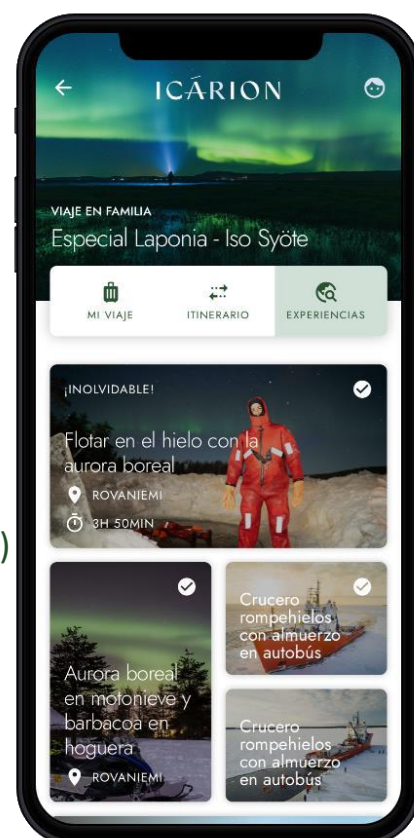 ICÁRION
VIAJE EN FAMILIA
Especial Laponia - Iso Syöte
MI VIAJE
ITINERARIO
EXPERIENCIAS
¡INOLVIDABLE!
Flotar en el hielo con la
aurora boreal
ROVANIEMI
3H 50MIN
)
Aurora boreal
en motonieve y
barbacoa en
hoguera
ROVANIEMI
Crucero
rompehielos
con almuerzo
en autobús
Crucero
rompehielos
con almuerzo
en autobús